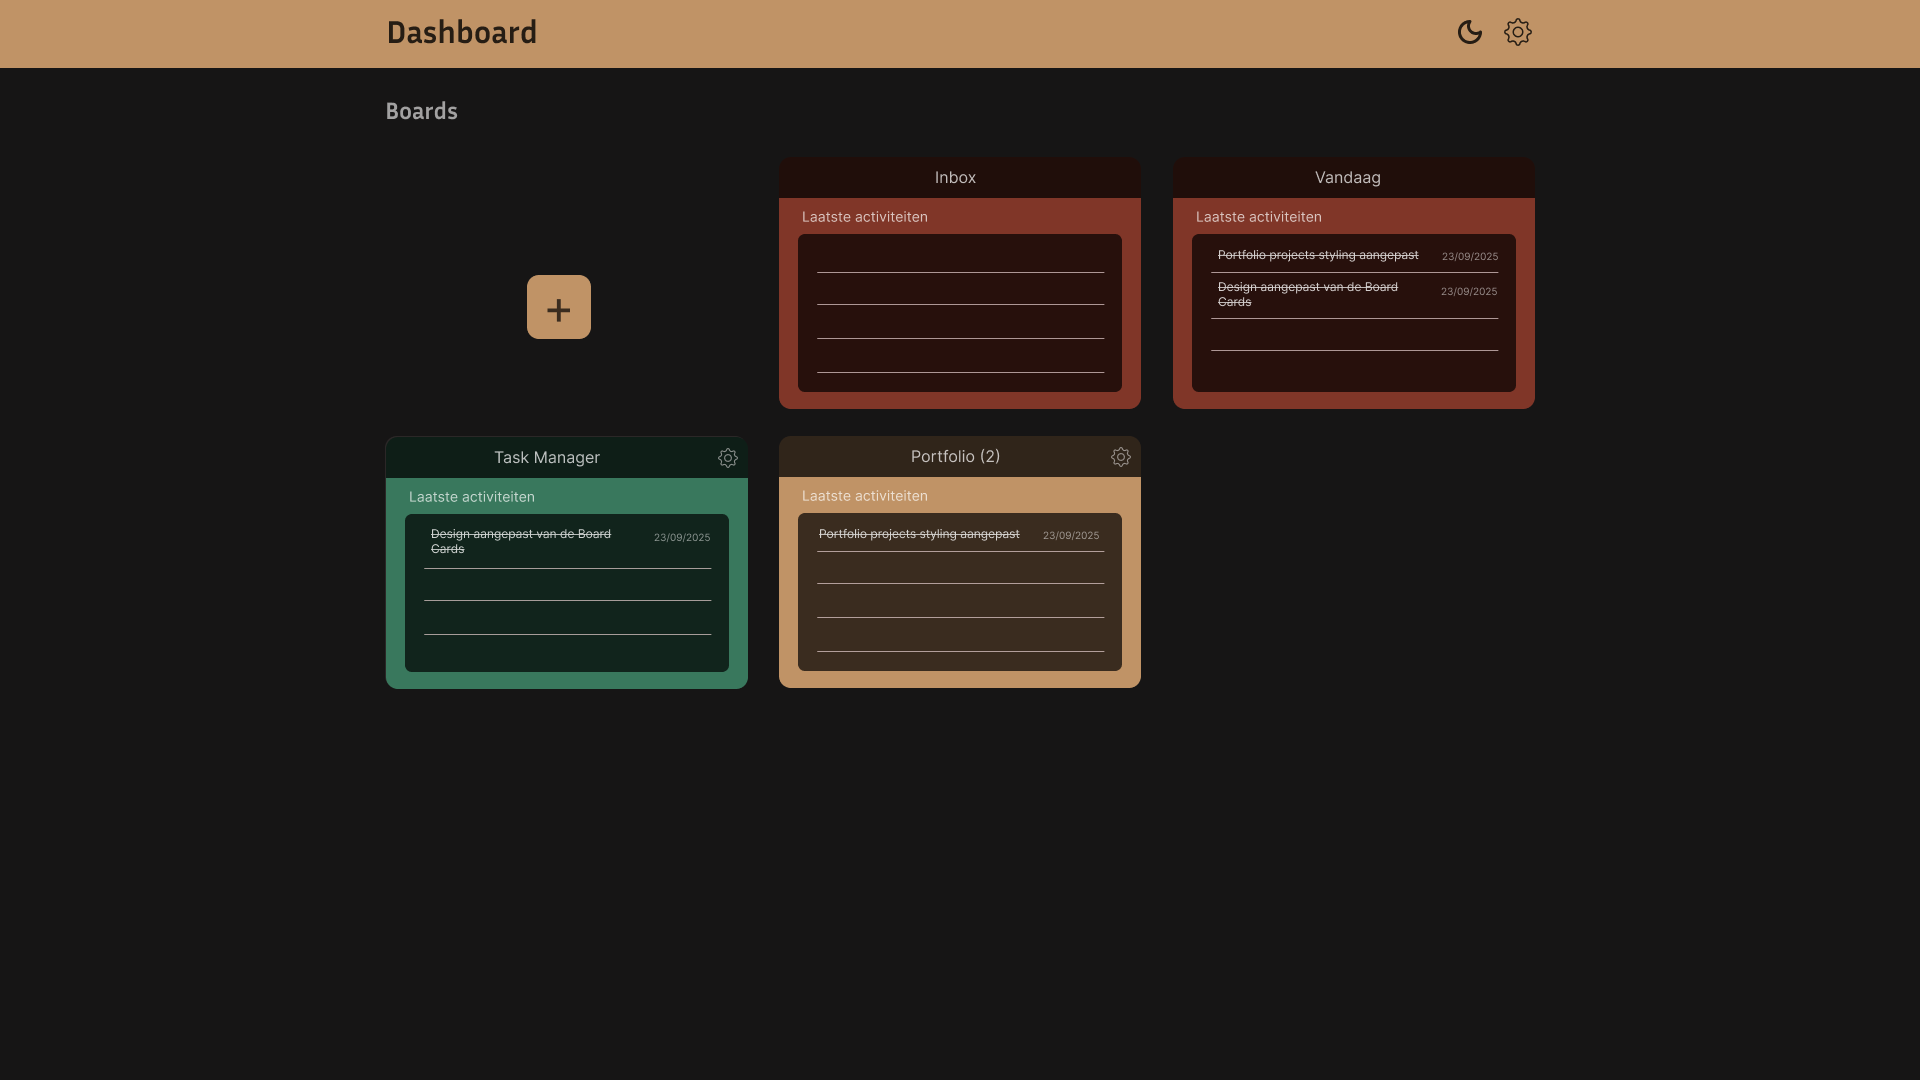 Dashboard
Boards
+
Inbox
Laatste activiteiten
Vandaag
Laatste activiteiten
Portfolio projects styling aangepast 23/09/2025
Design aangepast van de Board 23/09/2025
Cards
Task Manager
Laatste activiteiten
Design aangepast van de Board 23/09/2025
Cards
Portfolio (2)
Laatste activiteiten
Portfolio projects styling aangepast 23/09/2025